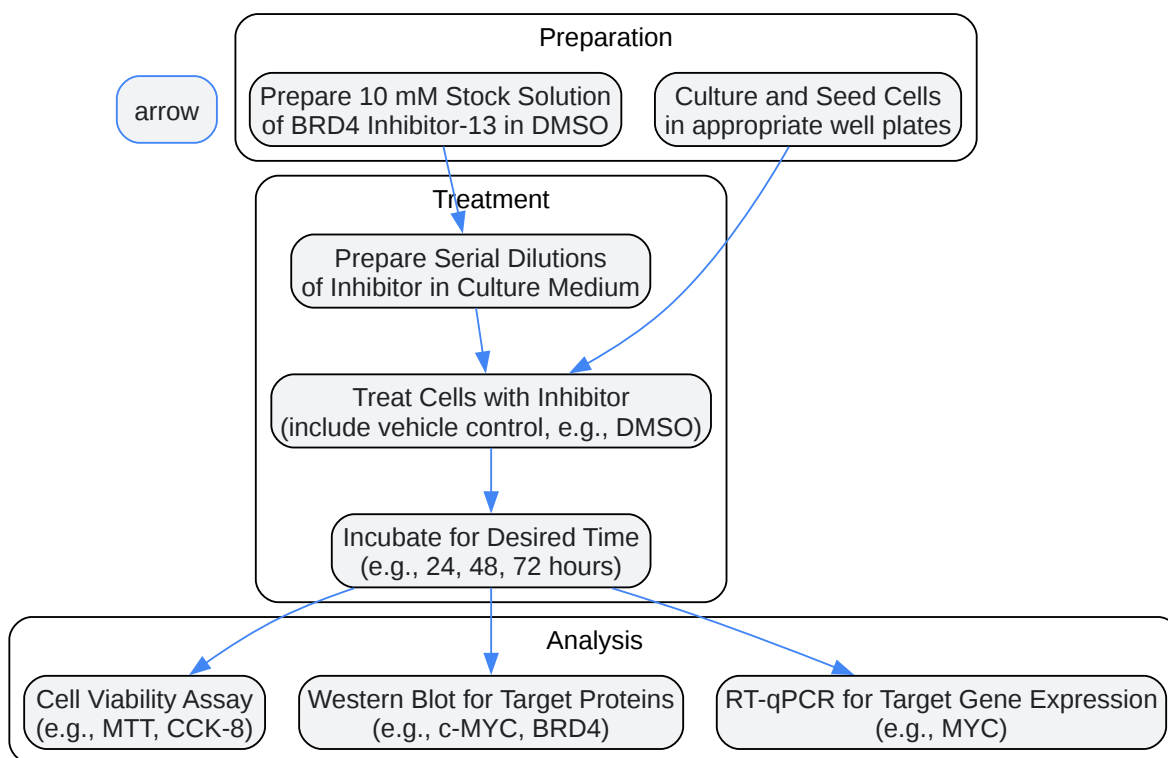 Preparation
arrow
Prepare 10 mM Stock Solution
of BRD4 Inhibitor-13 in DMSO
Culture and Seed Cells
in appropriate well plates
Treatment
Prepare Serial Dilutions
of Inhibitor in Culture Medium
Treat Cells with Inhibitor
(include vehicle control, e.g., DMSO)
Incubate for Desired Time
(e.g., 24, 48, 72 hours)
Analysis
Cell Viability Assay
(e.g., MTT, CCK-8)
Western Blot for Target Proteins
(e.g., c-MYC, BRD4)
RT-qPCR for Target Gene Expression
(e.g., MYC)